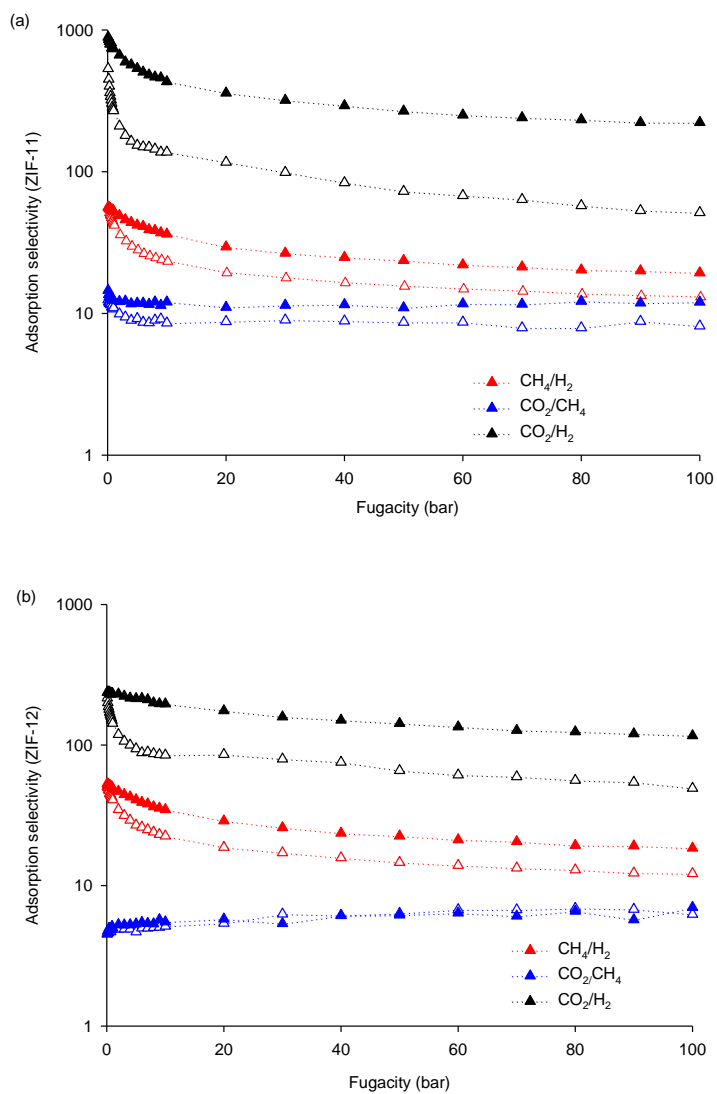 (a)
1000
100
10
1
Adsorption selectivity (ZIF-11)
CH4/H2
CO2/CH4
CO2/H2
0 20 40 60 80 100
Fugacity (bar)
(b)
1000
100
10
1
Adsorption selectivity (ZIF-12)
CH4/H2
CO2/CH4
CO2/H2
0 20 40 60 80 100
Fugacity (bar)